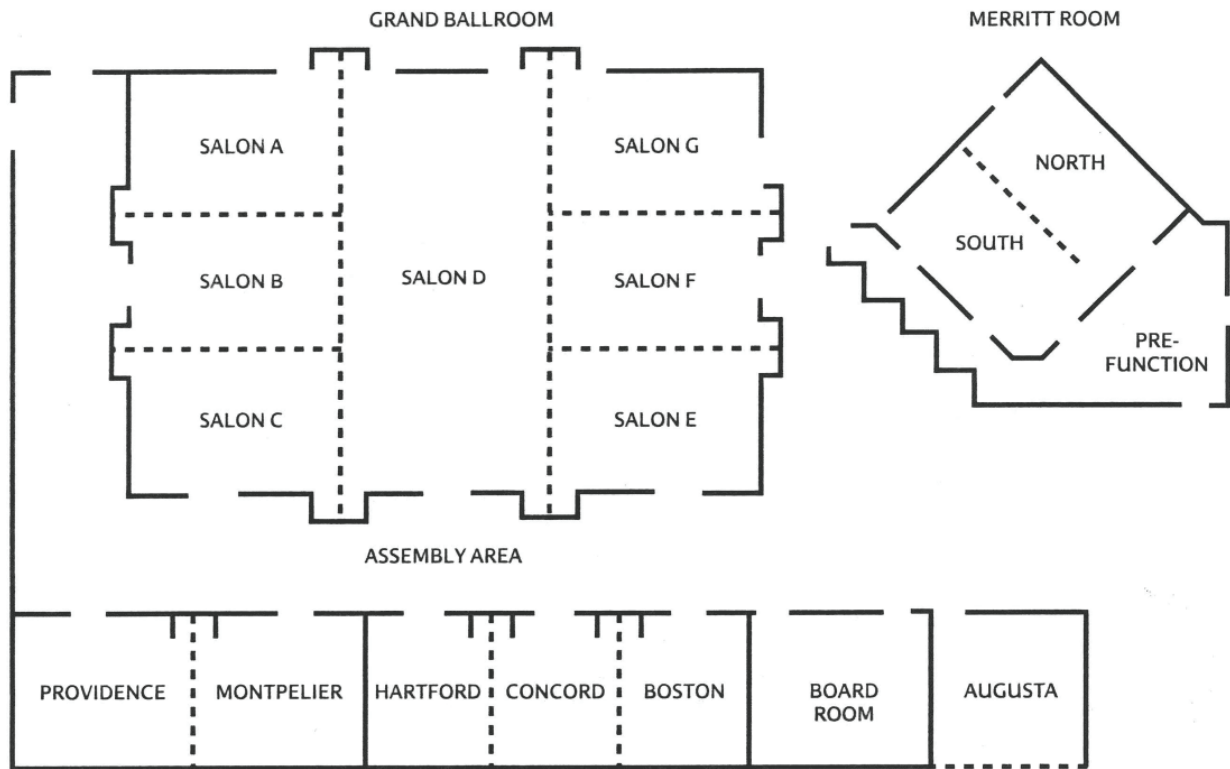 GRAND BALLROOM
MERRITT ROOM
SALON A
SALON G
NORTH
SOUTH
SALON B
SALON D
SALON F
PRE-
FUNCTION
SALON C
SALON E
ASSEMBLY AREA
PROVIDENCE
MONTPELIER
HARTFORD
CONCORD
BOSTON
BOARD
ROOM
AUGUSTA